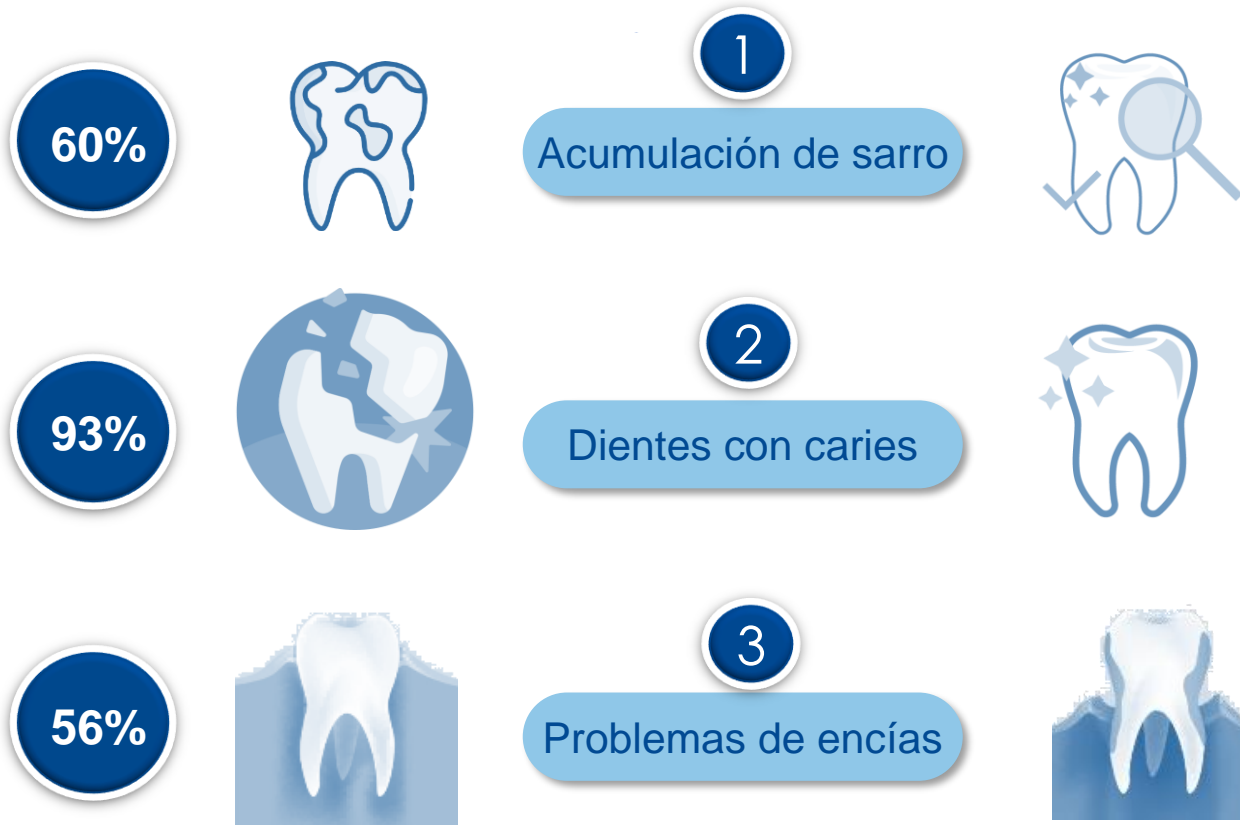 1
60%
Acumulación de sarro
2
93%
Dientes con caries
3
56%
Problemas de encías